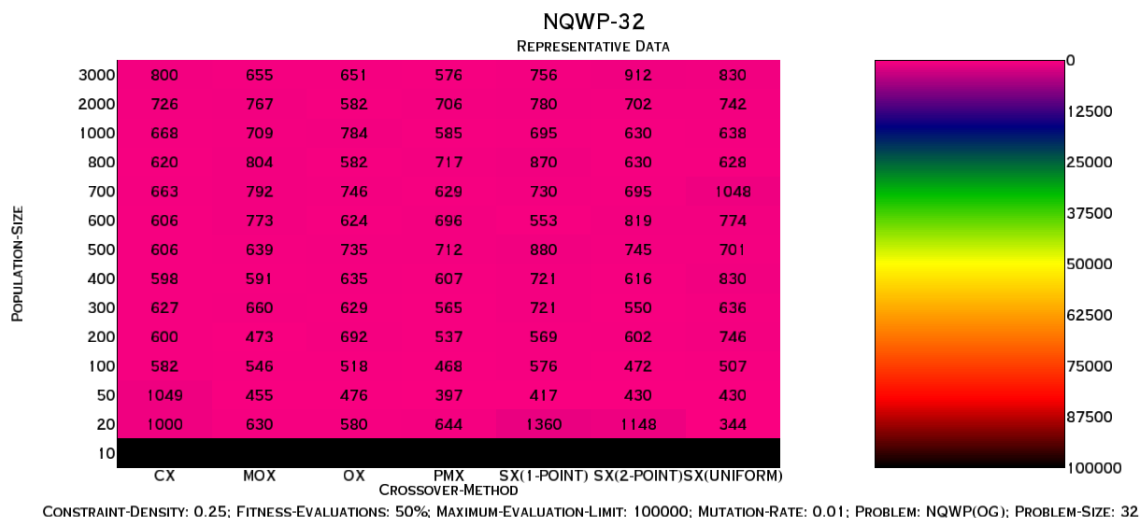 NQWP-32
REPRESENTATIVE DATA
3000 800 655 651 576 756 912 830
2000 726 767 582 706 780 702 742
1000 668 709 784 585 695 630 638
800 620 804 582 717 870 630 628
700 663 792 746 629 730 695 1048
600 606 773 624 696 553 819 774
500 606 639 735 712 880 745 701
400 598 591 635 607 721 616 830
300 627 660 629 565 721 550 636
200 600 473 692 537 569 602 746
100 582 546 518 468 576 472 507
50 1049 455 476 397 417 430 430
20 1000 630 580 644 1360 1148 344
10
CX MOX OX PMX SX(1-POINT) SX(2-POINT) SX(UNIFORM)
CROSSOVER-METHOD
POPULATION-SIZE
0
12500
25000
37500
50000
62500
75000
87500
100000
CONSTRAINT-DENSITY: 0.25; FITNESS-EVALUATIONS: 50%; MAXIMUM-EVALUATION-LIMIT: 100000; MUTATION-RATE: 0.01; PROBLEM: NQWP(OG); PROBLEM-SIZE: 32